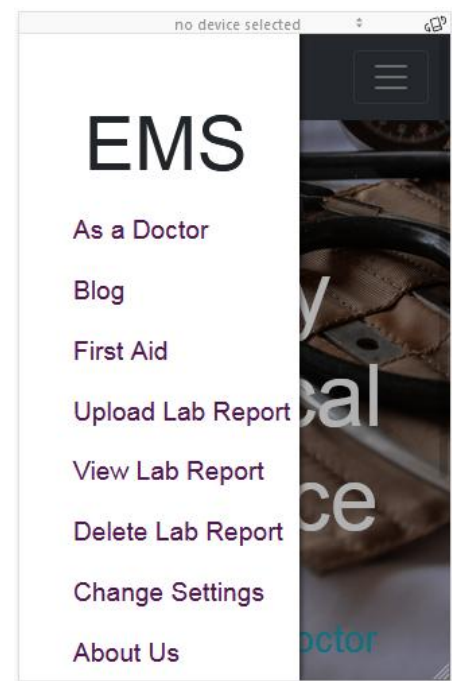 no device selected
EMS
As a Doctor
Blog
First Aid
Upload Lab Report
View Lab Report
Delete Lab Report
Change Settings
About Us